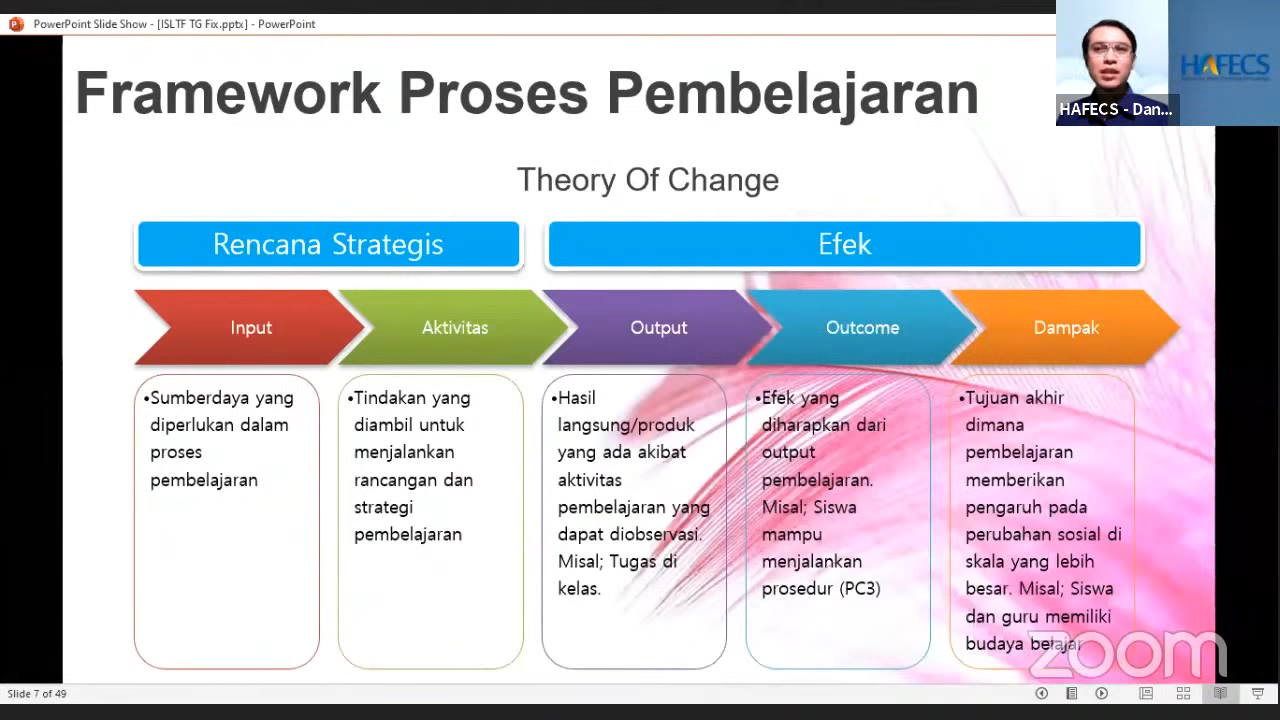 PowerPoint Slide Show - [ISLTF TG Fix.pptx] - PowerPoint
HAFECS
HAFECS - Dan...
Framework Proses Pembelajaran
Theory Of Change
Rencana Strategis
Efek
Input
Aktivitas
Output
Outcome
Dampak
•Sumberdaya yang
diperlukan dalam
proses
pembelajaran
•Tindakan yang
diambil untuk
menjalankan
rancangan dan
strategi
pembelajaran
•Hasil
langsung/produk
yang ada akibat
aktivitas
pembelajaran yang
dapat diobservasi.
Misal; Tugas di
kelas.
•Efek yang
diharapkan dari
output
pembelajaran.
Misal; Siswa
mampu
menjalankan
prosedur (PC3)
•Tujuan akhir
dimana
pembelajaran
memberikan
pengaruh pada
perubahan sosial di
skala yang lebih
besar. Misal; Siswa
dan guru memiliki
budaya belajar
zoom
Slide 7 of 49